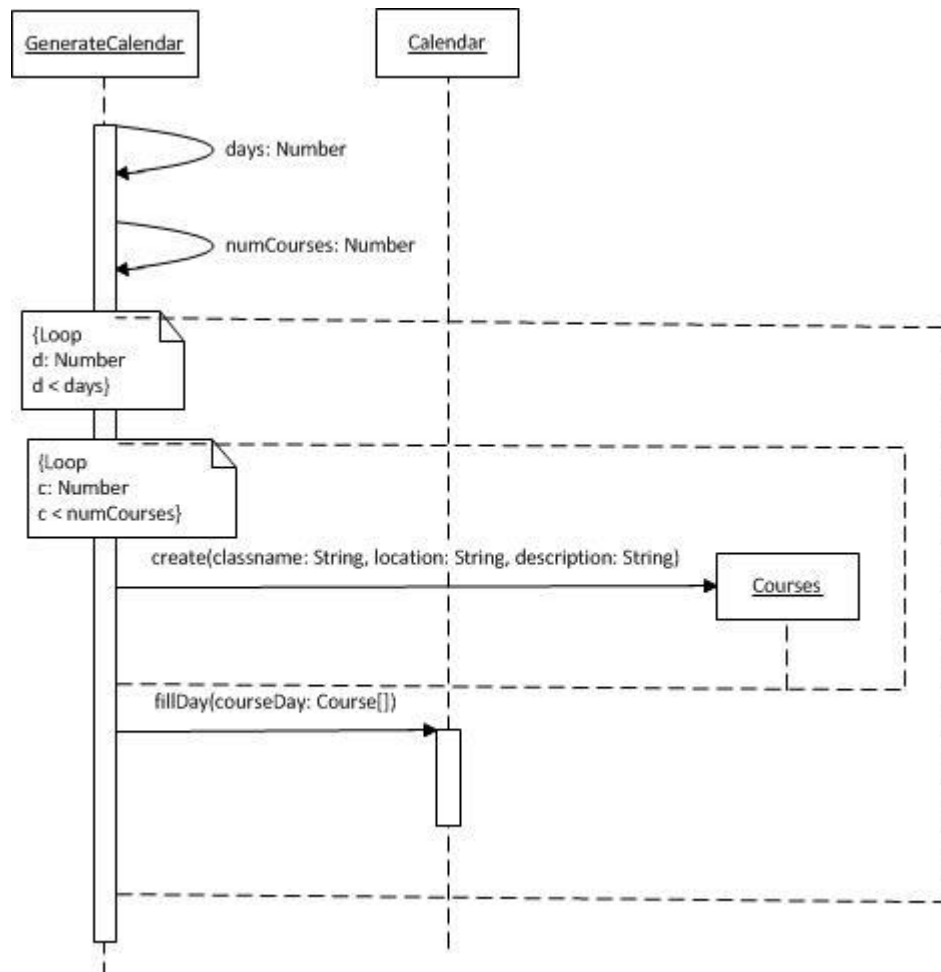 GenerateCalendar
Calendar
days: Number
numCourses: Number
{Loop
d: Number
d < days}
{Loop
c: Number
c < numCourses}
create(classname: String, location: String, description: String)
Courses
fillDay(courseDay: Course[])